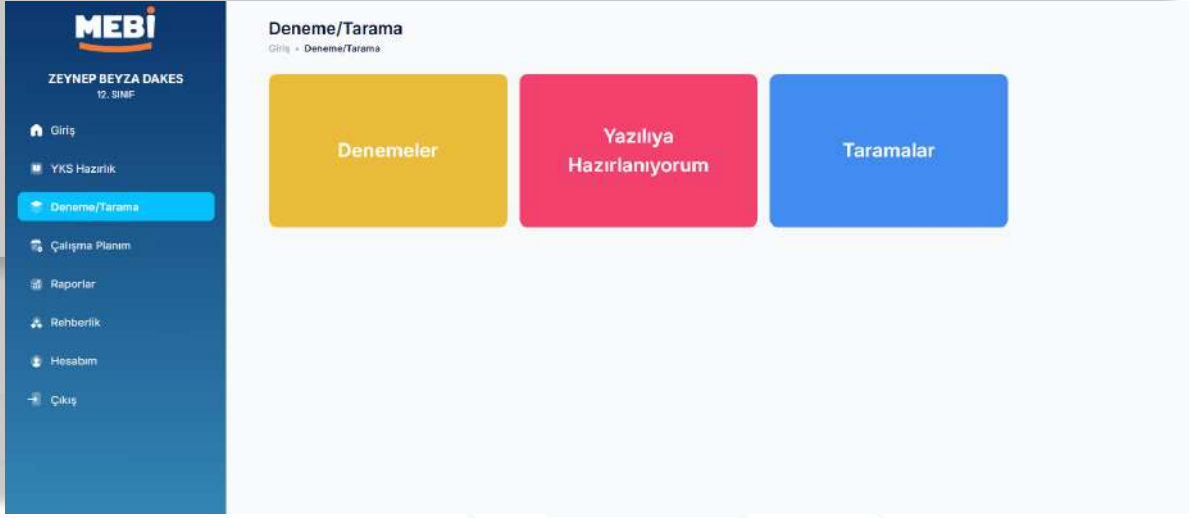 MEBİ
ZEYNEP BEYZA DAKES
12. SINIF
Giriş
YKS Hazırlık
Deneme/Tarama
Çalışma Planım
Raporlar
Rehberlik
Hesabım
Çıkış
Deneme/Tarama
Giriş • Deneme/Tarama
Denemeler
Yazılıya
Hazırlanıyorum
Taramalar